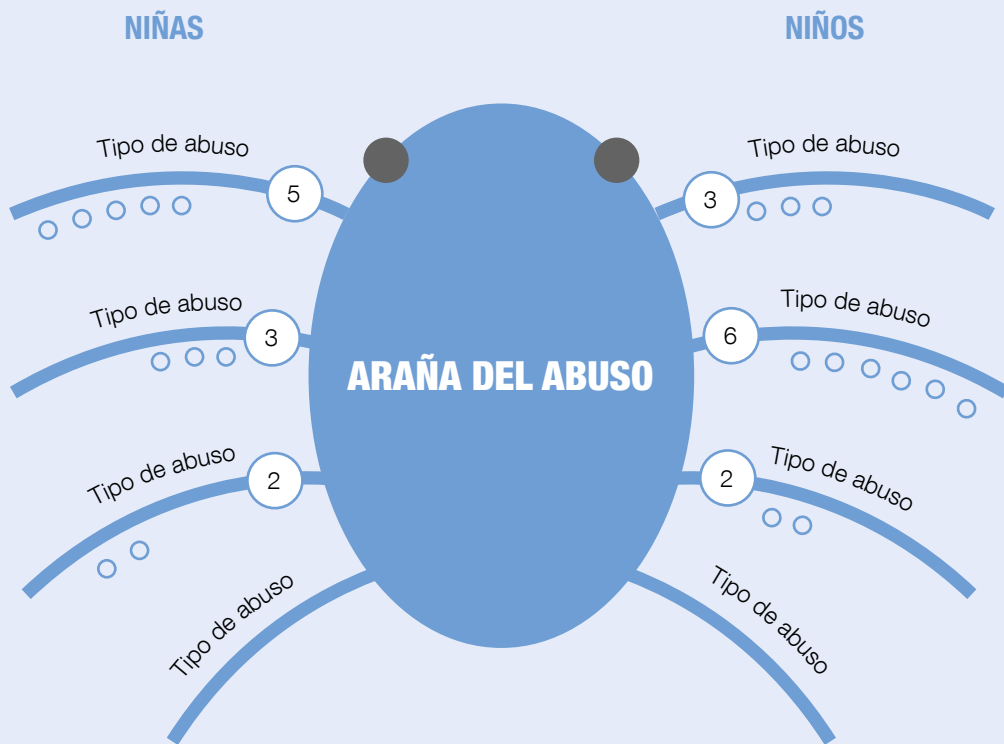 NIÑAS
NIÑOS
Tipo de abuso
5
Tipo de abuso
3
Tipo de abuso
3
Tipo de abuso
6
ARAÑA DEL ABUSO
Tipo de abuso
2
Tipo de abuso
2
Tipo de abuso
Tipo de abuso